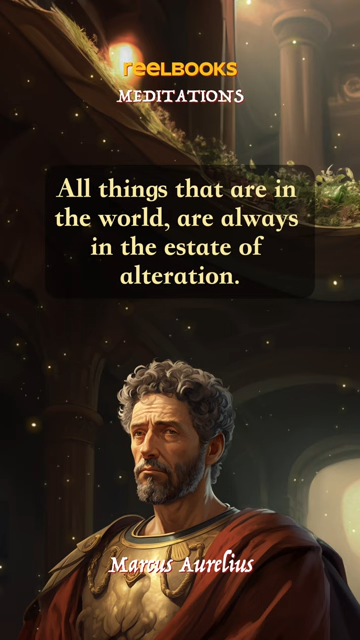 reelBOOKS
MEDITATIONS
All things that are in
the world, are always
in the estate of
alteration.
Marcus Aurelius